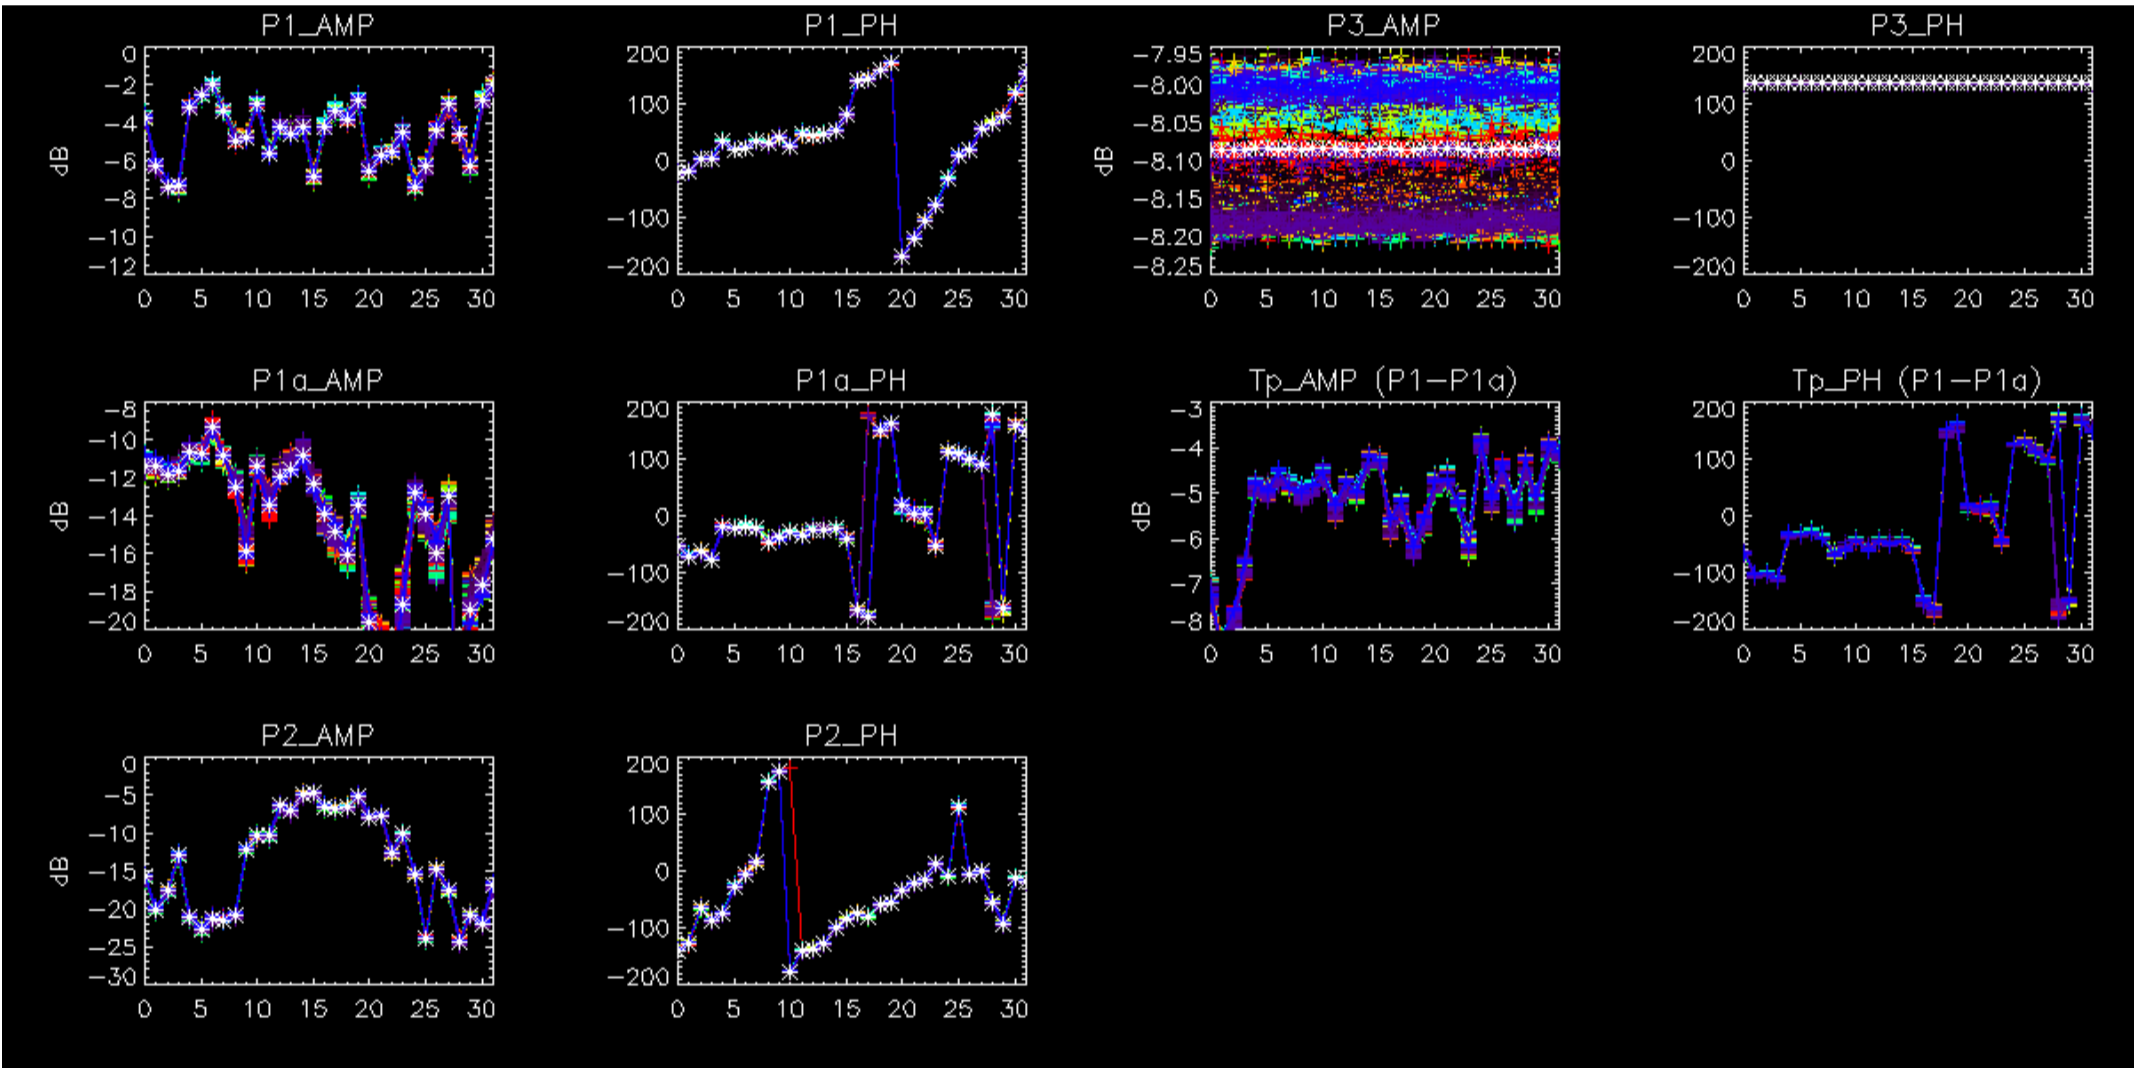 P1_AMP
0
−2
−4
−6
−8
−10
−12
dB
0 5 10 15 20 25 30
P1_PH
200
100
0
−100
−200
0 5 10 15 20 25 30
P3_AMP
−7.95
−8.00
−8.05
−8.10
−8.15
−8.20
−8.25
dB
0 5 10 15 20 25 30
P3_PH
200
100
0
−100
−200
0 5 10 15 20 25 30
P1a_AMP
−8
−10
−12
−14
−16
−18
−20
dB
0 5 10 15 20 25 30
P1a_PH
200
100
0
−100
−200
0 5 10 15 20 25 30
Tp_AMP (P1−P1a)
−3
−4
−5
−6
−7
−8
dB
0 5 10 15 20 25 30
Tp_PH (P1−P1a)
200
100
0
−100
−200
0 5 10 15 20 25 30
P2_AMP
0
−5
−10
−15
−20
−25
−30
dB
0 5 10 15 20 25 30
P2_PH
200
100
0
−100
−200
0 5 10 15 20 25 30